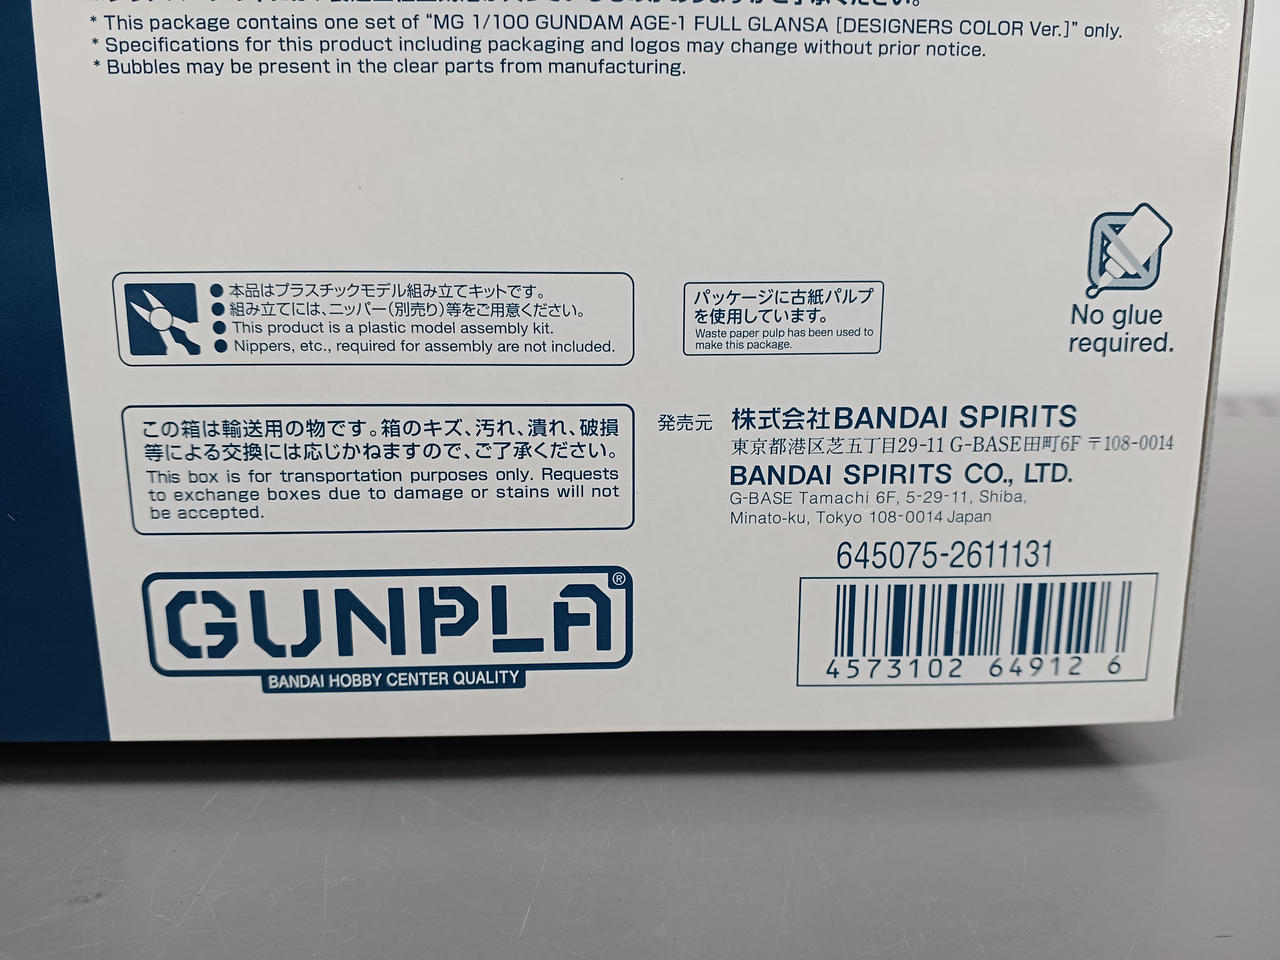 * This package contains one set of “MG 1/100 GUNDAM AGE-1 FULL GLANSA [DESIGNERS COLOR Ver.]” only.
* Specifications for this product including packaging and logos may change without prior notice.
* Bubbles may be present in the clear parts from manufacturing.
● 本品はプラスチックモデル組み立てキットです。
● 組み立てには、ニッパー(別売り)等をご用意ください。
● This product is a plastic model assembly kit.
● Nippers, etc., required for assembly are not included.
パッケージに古紙パルプ
を使用しています。
Waste paper pulp has been used to
make this package.
No glue
required.
この箱は輸送用の物です。箱のキズ、汚れ、潰れ、破損
等による交換には応じかねますので、ご了承ください。
This box is for transportation purposes only. Requests
to exchange boxes due to damage or stains will not
be accepted.
発売元 株式会社BANDAI SPIRITS
東京都港区芝五丁目29-11 G-BASE田町6F 〒108-0014
BANDAI SPIRITS CO., LTD.
G-BASE Tamachi 6F, 5-29-11, Shiba,
Minato-ku, Tokyo 108-0014 Japan
645075-2611131
4573102 64912 6
GUNPLA®
BANDAI HOBBY CENTER QUALITY